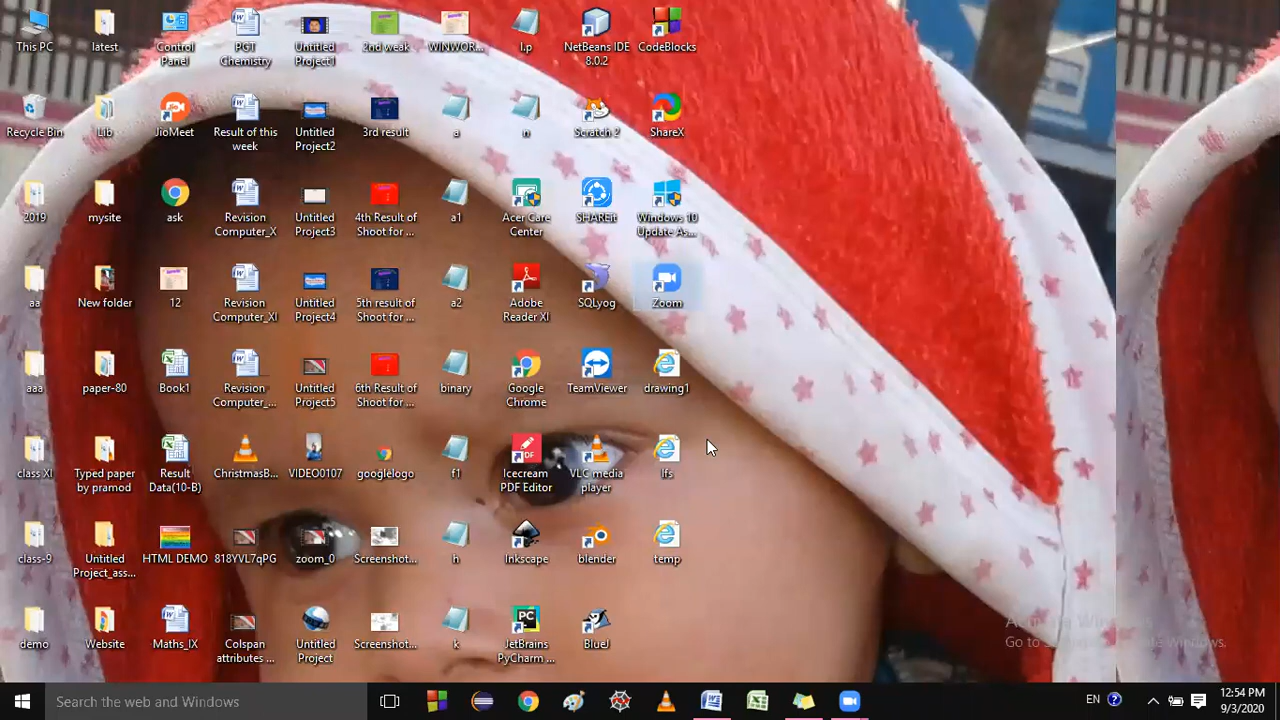 This PC
latest
Control Panel
PGT Chemistry
Untitled Project1
2nd weak
WINWOR...
l.p
NetBeans IDE 8.0.2
CodeBlocks
Recycle Bin
Lib
JioMeet
Result of this week
Untitled Project2
3rd result
a
n
Scratch 2
ShareX
2019
mysite
ask
Revision Computer_X
Untitled Project3
4th Result of Shoot for ...
a1
Acer Care Center
SHAREit
Windows 10 Update As...
aa
New folder
12
Revision Computer_XI
Untitled Project4
5th result of Shoot for ...
a2
Adobe Reader XI
SQLyog
Zoom
aaa
paper-80
Book1
Revision Computer_...
Untitled Project5
6th Result of Shoot for ...
binary
Google Chrome
TeamViewer
drawing1
class XI
Typed paper by pramod
Result Data(10-B)
ChristmasB...
VIDEO0107
googlelogo
f1
Icecream PDF Editor
VLC media player
lfs
class-9
Untitled Project_ass...
HTML DEMO
818YVL7qPG
zoom_0
Screenshot...
h
Inkscape
blender
temp
demo
Website
Maths_IX
Colspan attributes ...
Untitled Project
Screenshot...
k
JetBrains PyCharm ...
BlueJ
Search the web and Windows
EN
12:54 PM
9/3/2020